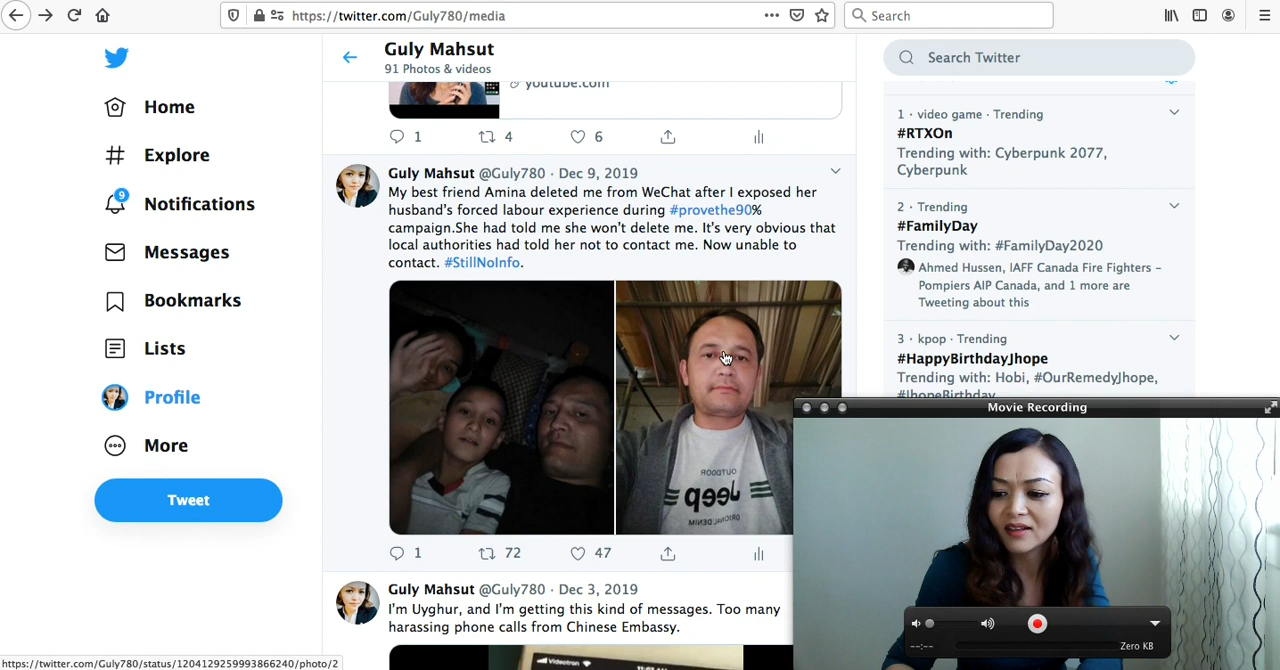 https://twitter.com/Guly780/media
Search
Home
Explore
9
Notifications
Messages
Bookmarks
Lists
Profile
More
Tweet
Guly Mahsut
91 Photos & videos
youtube.com
1 4 6
Guly Mahsut @Guly780 · Dec 9, 2019
My best friend Amina deleted me from WeChat after I exposed her
husband's forced labour experience during #provethe90%
campaign.She had told me she won't delete me. It's very obvious that
local authorities had told her not to contact me. Now unable to
contact. #StillNoInfo.
OUTDOOR
Jeep
ORIGINAL DENIM
1 72 47
Guly Mahsut @Guly780 · Dec 3, 2019
I'm Uyghur, and I'm getting this kind of messages. Too many
harassing phone calls from Chinese Embassy.
Videotron
Search Twitter
1 · video game · Trending
#RTXOn
Trending with: Cyberpunk 2077,
Cyberpunk
2 · Trending
#FamilyDay
Trending with: #FamilyDay2020
Ahmed Hussen, IAFF Canada Fire Fighters –
Pompiers AIP Canada, and 1 more are
Tweeting about this
3 · kpop · Trending
#HappyBirthdayJhope
Trending with: Hobi, #OurRemedyJhope,
#JhopeBirthday
Movie Recording
--:--
Zero KB
https://twitter.com/Guly780/status/1204129259993866240/photo/2